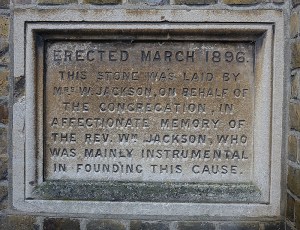 ERECTED MARCH 1896.
THIS STONE WAS LAID BY
MRS W. JACKSON, ON BEHALF OF
THE CONGREGATION, IN
AFFECTIONATE MEMORY OF
THE REV. WM JACKSON, WHO
WAS MAINLY INSTRUMENTAL
IN FOUNDING THIS CAUSE.